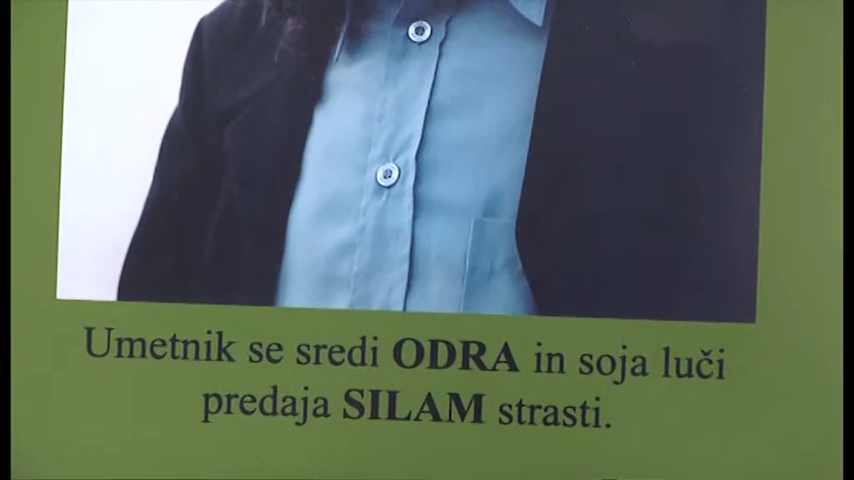 Umetnik se sredi ODRA in soja luči
predaja SILAM strasti.